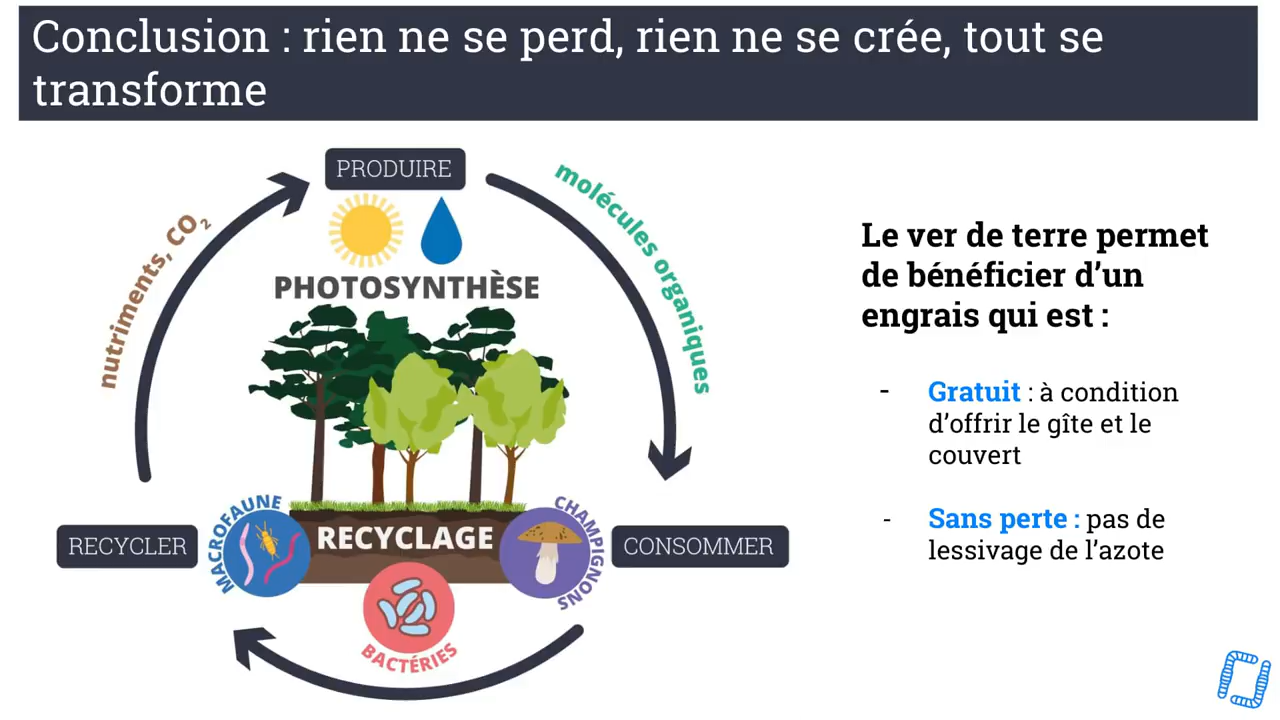 Conclusion : rien ne se perd, rien ne se crée, tout se
transforme
PRODUIRE
nutriments, CO₂
molécules organiques
PHOTOSYNTHÈSE
RECYCLER
MACROFAUNE
RECYCLAGE
CHAMPIGNONS
CONSOMMER
BACTÉRIES
Le ver de terre permet
de bénéficier d’un
engrais qui est :
- Gratuit : à condition
d’offrir le gîte et le
couvert
- Sans perte : pas de
lessivage de l’azote